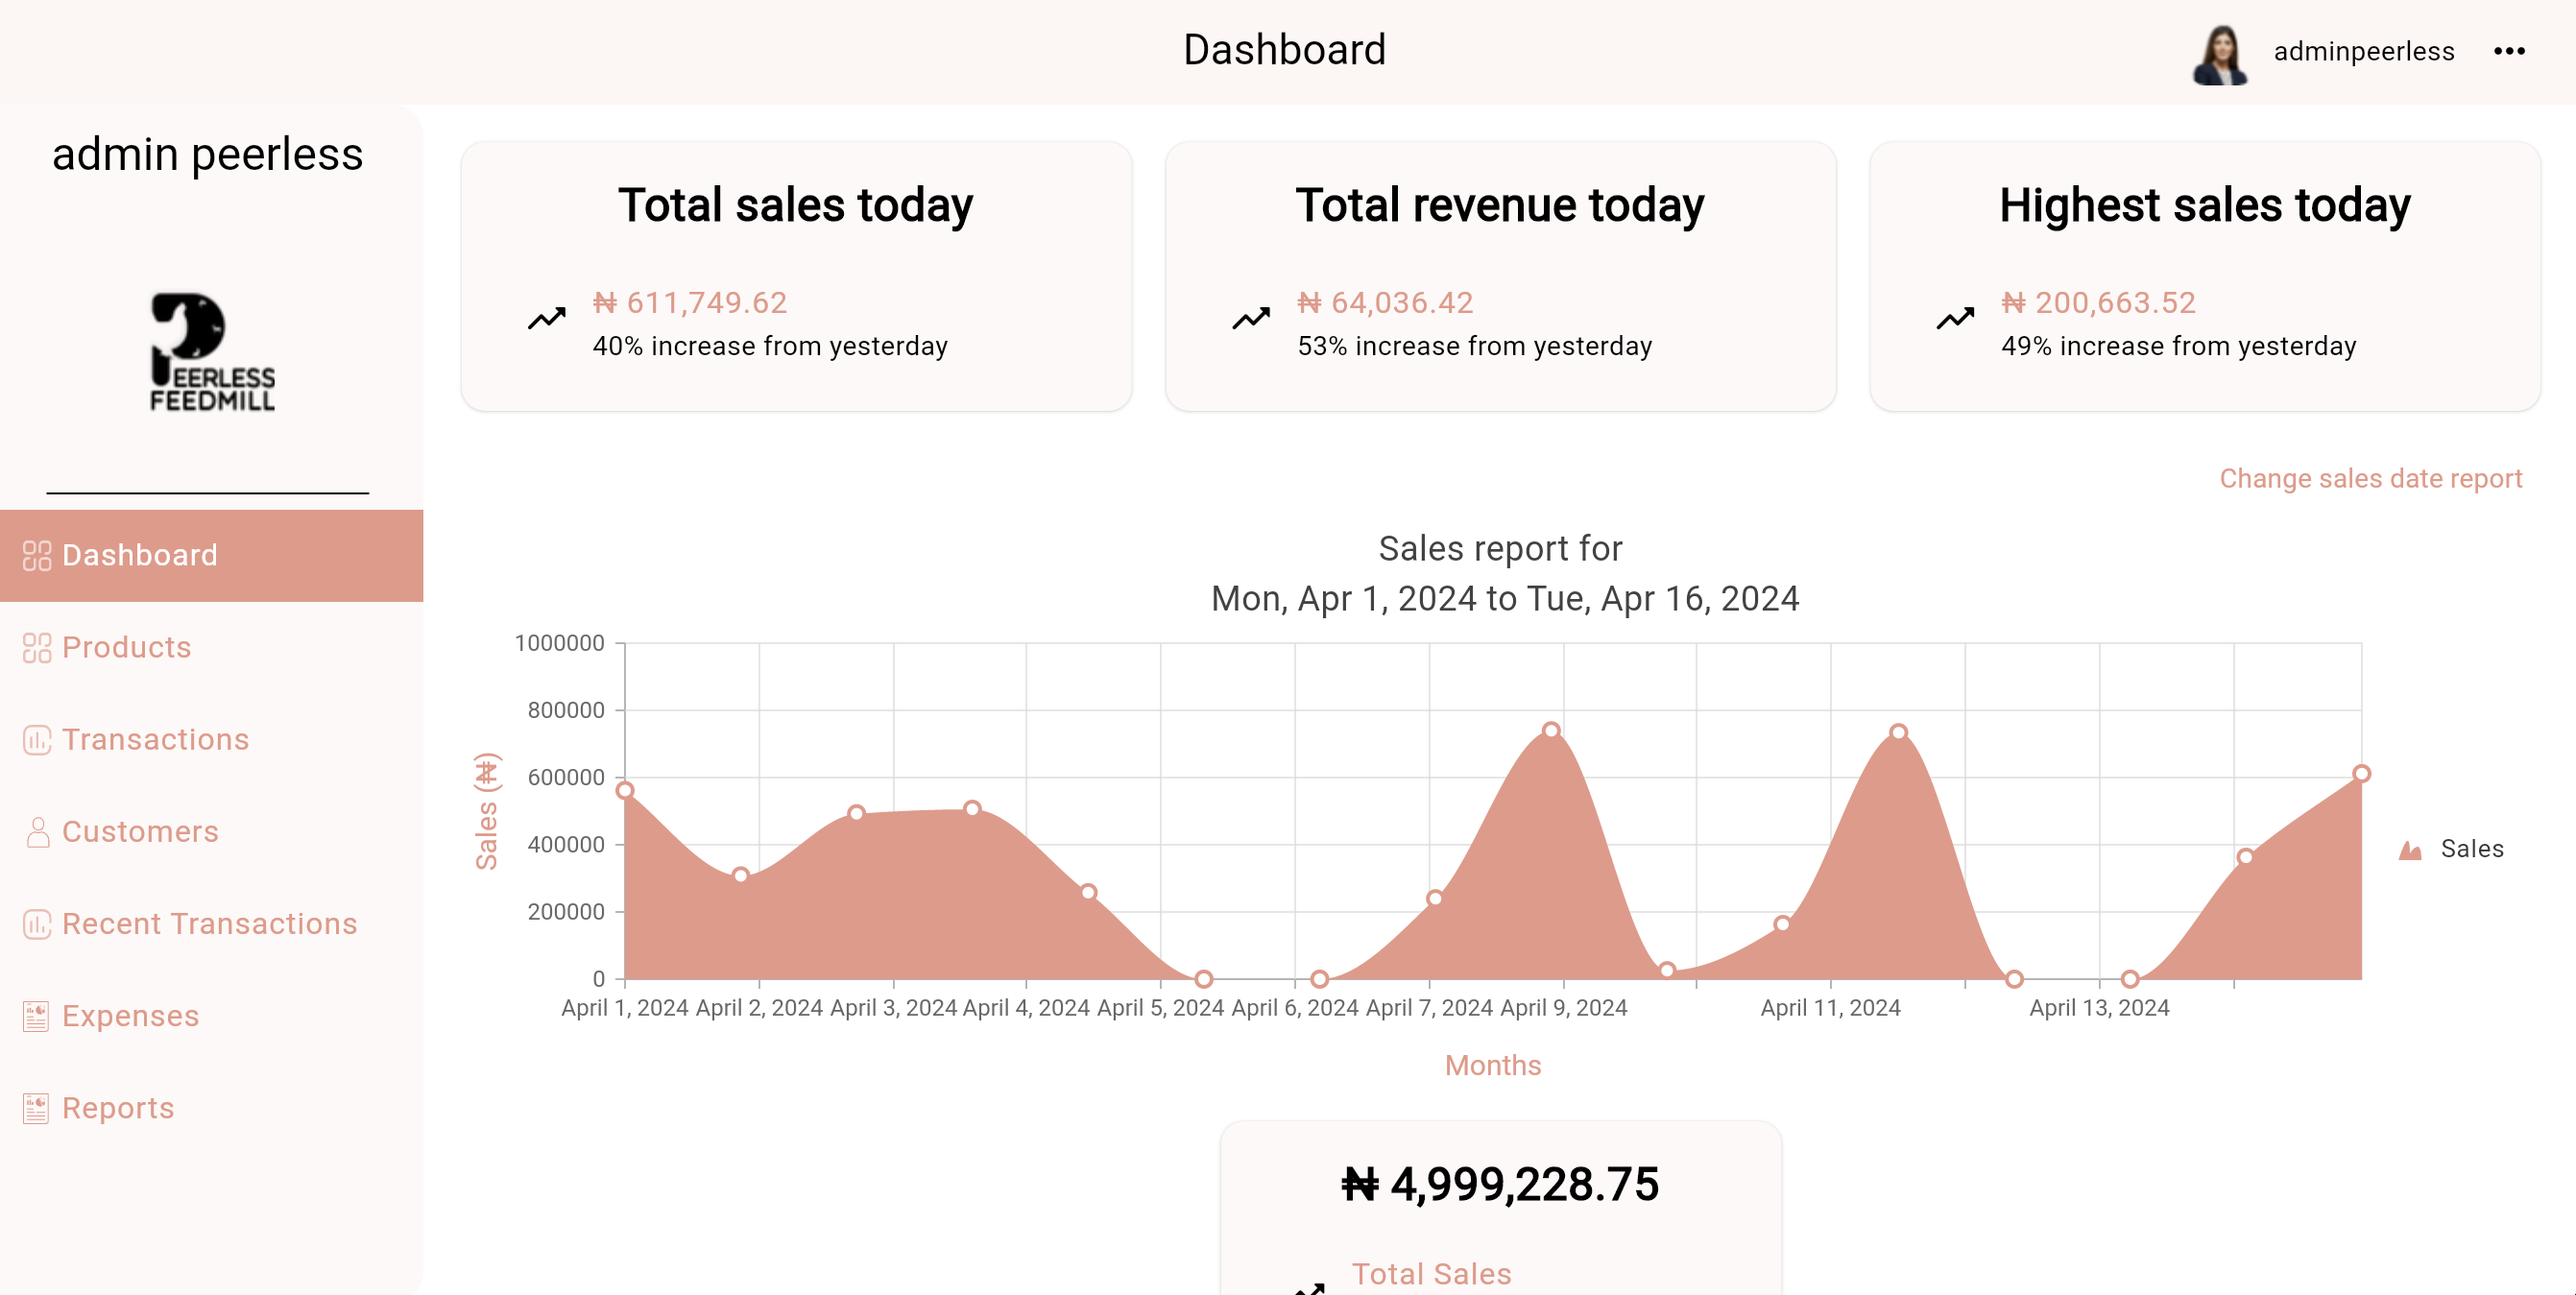 Dashboard
adminpeerless
admin peerless
EERLESS
FEEDMILL
Dashboard
Products
Transactions
Customers
Recent Transactions
Expenses
Reports
Total sales today
₦ 611,749.62
40% increase from yesterday
Total revenue today
₦ 64,036.42
53% increase from yesterday
Highest sales today
₦ 200,663.52
49% increase from yesterday
Change sales date report
Sales report for
Mon, Apr 1, 2024 to Tue, Apr 16, 2024
Sales (₦)
1000000
800000
600000
400000
200000
0
April 1, 2024 April 2, 2024 April 3, 2024 April 4, 2024 April 5, 2024 April 6, 2024 April 7, 2024 April 9, 2024 April 11, 2024 April 13, 2024
Months
Sales
₦ 4,999,228.75
Total Sales